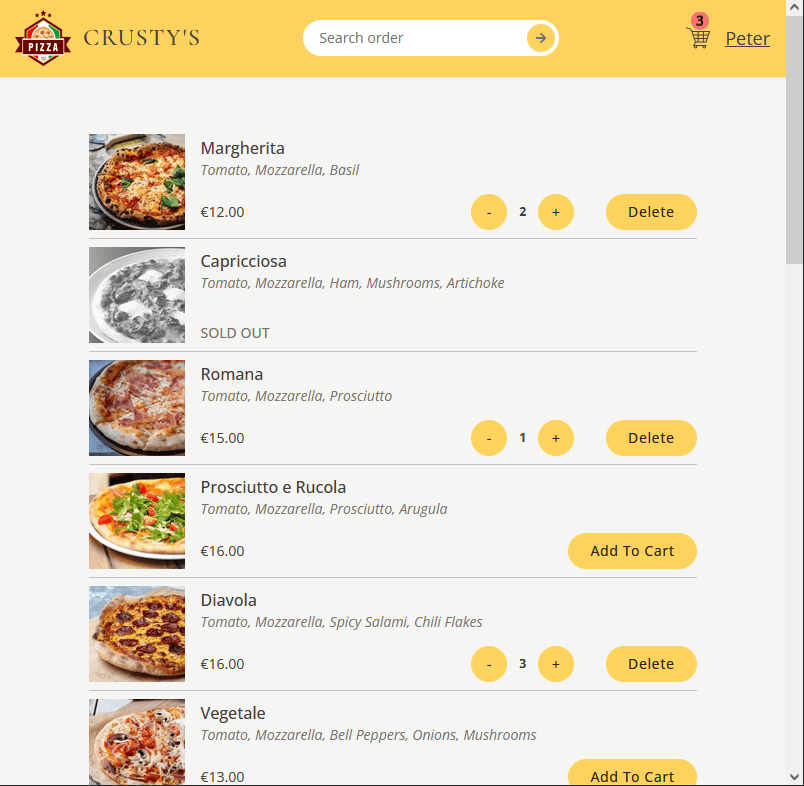 PIZZA
CRUSTY'S
Search order
3
Peter
Margherita
Tomato, Mozzarella, Basil
€12.00
-
2
+
Delete
Capricciosa
Tomato, Mozzarella, Ham, Mushrooms, Artichoke
SOLD OUT
Romana
Tomato, Mozzarella, Prosciutto
€15.00
-
1
+
Delete
Prosciutto e Rucola
Tomato, Mozzarella, Prosciutto, Arugula
€16.00
Add To Cart
Diavola
Tomato, Mozzarella, Spicy Salami, Chili Flakes
€16.00
-
3
+
Delete
Vegetale
Tomato, Mozzarella, Bell Peppers, Onions, Mushrooms
€13.00
Add To Cart